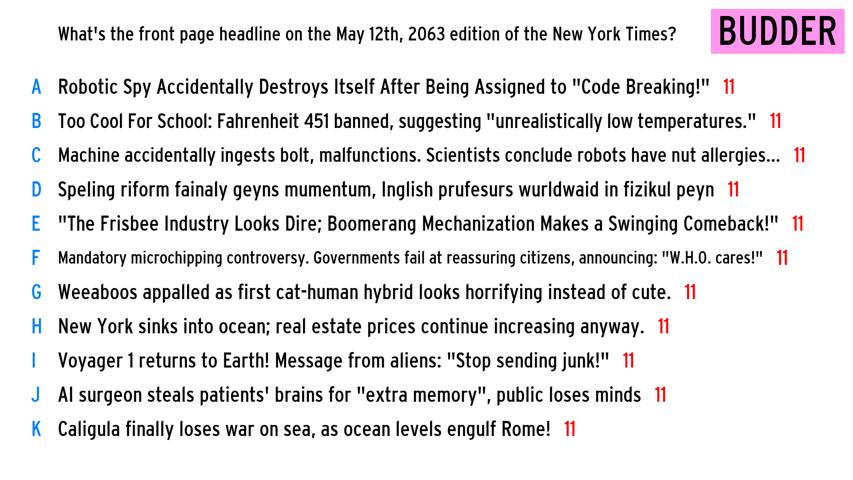 What's the front page headline on the May 12th, 2063 edition of the New York Times?
BUDDER
A Robotic Spy Accidentally Destroys Itself After Being Assigned to "Code Breaking!" 11
B Too Cool For School: Fahrenheit 451 banned, suggesting "unrealistically low temperatures." 11
C Machine accidentally ingests bolt, malfunctions. Scientists conclude robots have nut allergies... 11
D Speling riform fainaly geyns mumentum, Inglish prufesurs wurldwaid in fizikul peyn 11
E "The Frisbee Industry Looks Dire; Boomerang Mechanization Makes a Swinging Comeback!" 11
F Mandatory microchipping controversy. Governments fail at reassuring citizens, announcing: "W.H.O. cares!" 11
G Weeaboos appalled as first cat-human hybrid looks horrifying instead of cute. 11
H New York sinks into ocean; real estate prices continue increasing anyway. 11
I Voyager 1 returns to Earth! Message from aliens: "Stop sending junk!" 11
J AI surgeon steals patients' brains for "extra memory", public loses minds 11
K Caligula finally loses war on sea, as ocean levels engulf Rome! 11